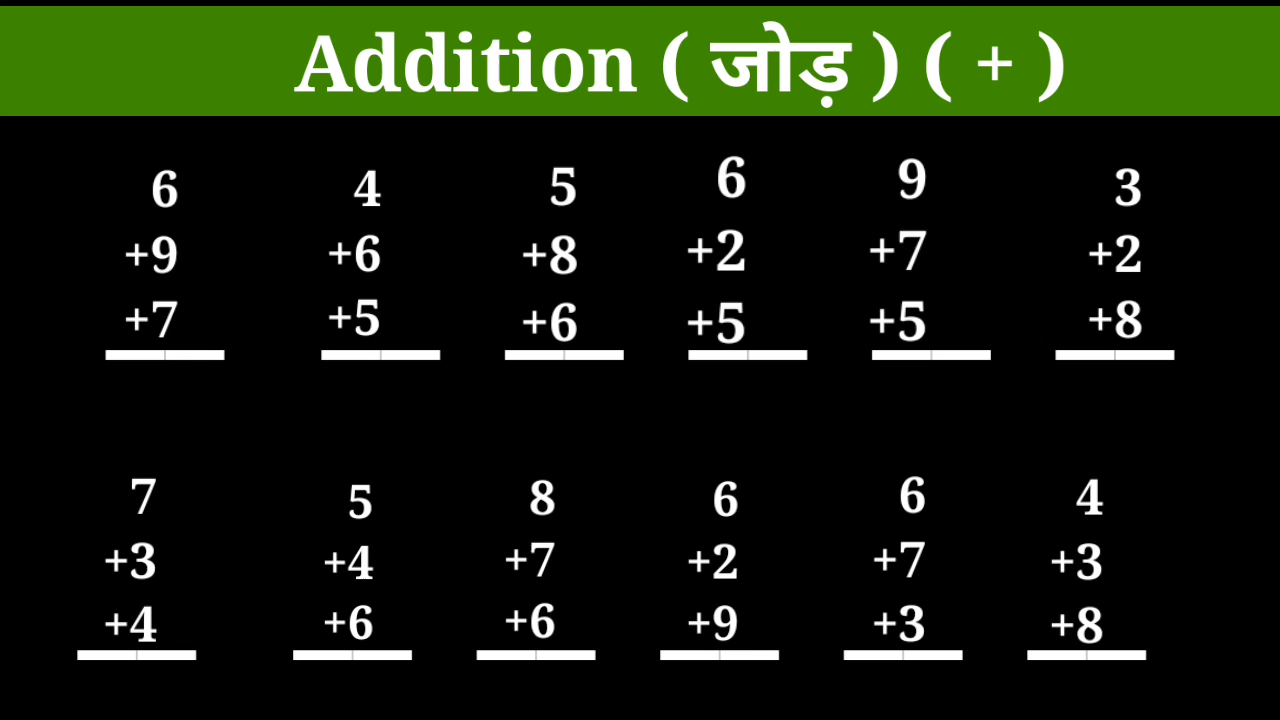 Addition ( जोड़ ) ( + )
6 4 5 6 9 3
+9 +6 +8 +2 +7 +2
+7 +5 +6 +5 +5 +8
7 5 8 6 6 4
+3 +4 +7 +2 +7 +3
+4 +6 +6 +9 +3 +8